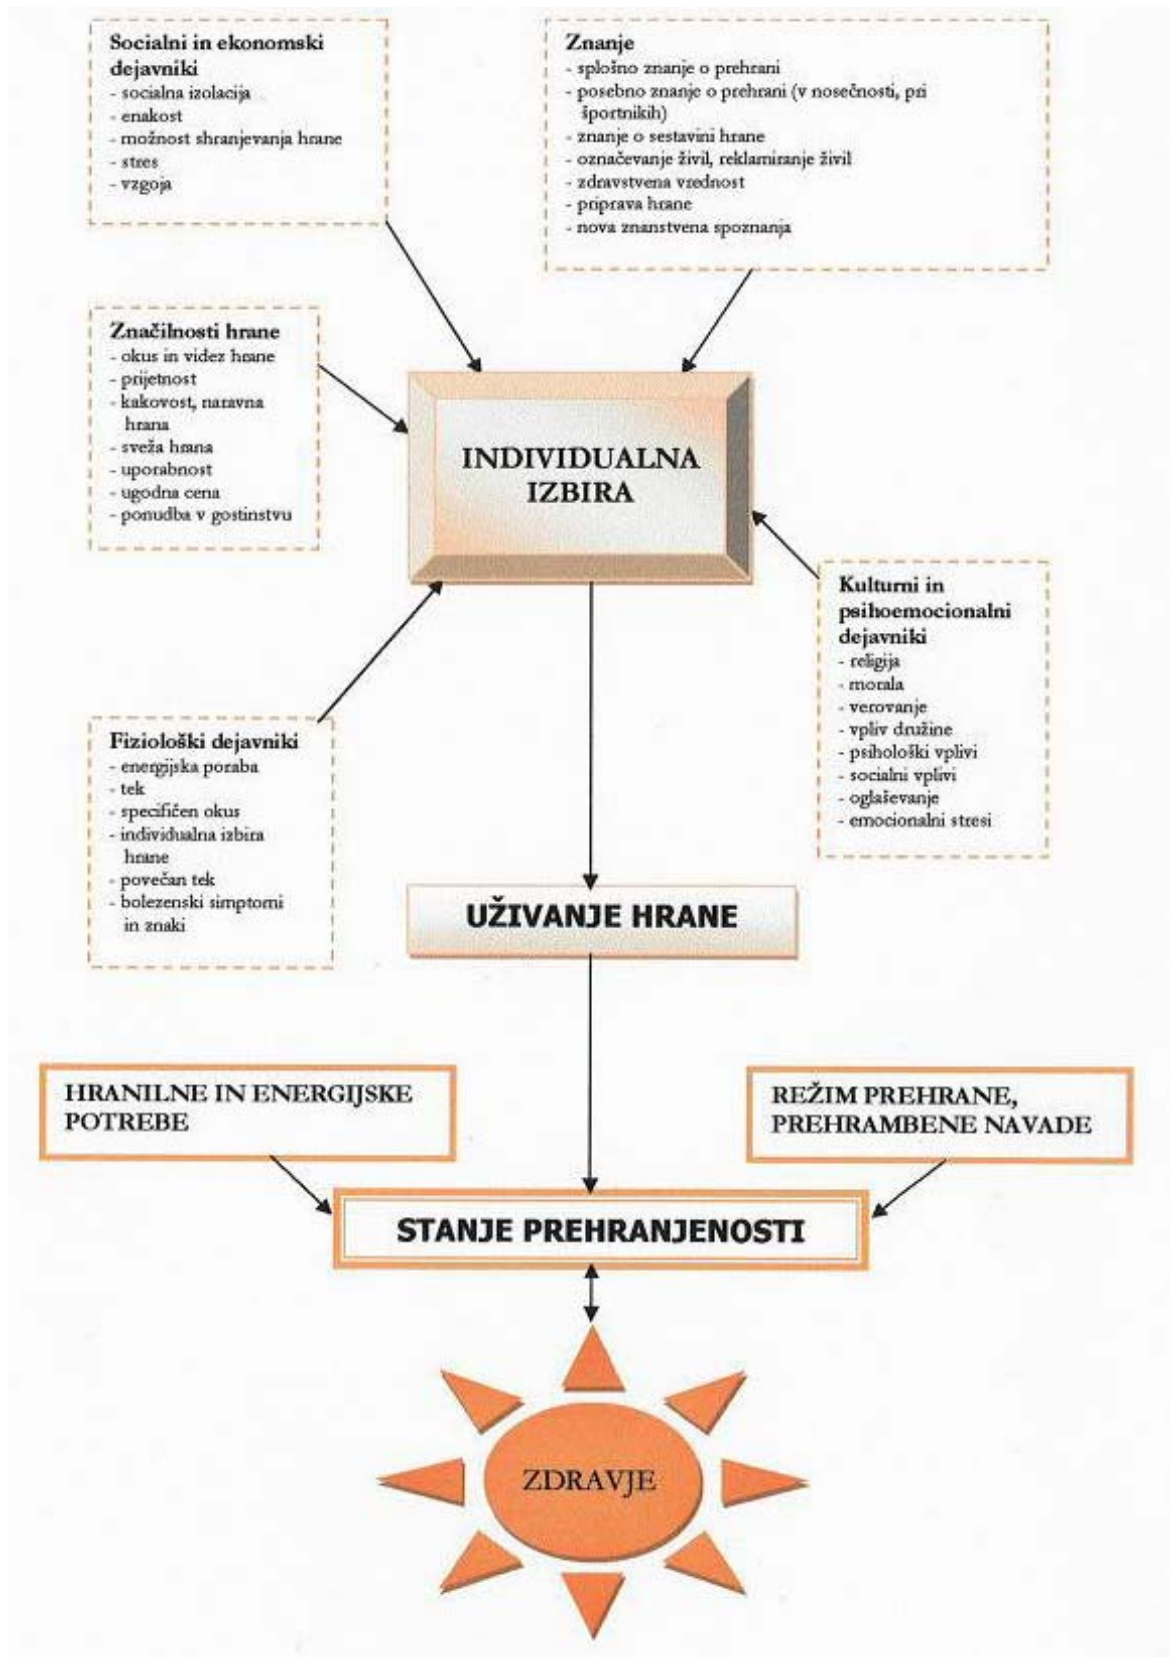 Socialni in ekonomski
dejavniki
- socialna izolacija
- enakost
- možnost shranjevanja hrane
- stres
- vzgoja
Znanje
- splošno znanje o prehrani
- posebno znanje o prehrani (v nosečnosti, pri
športnikih)
- znanje o sestavini hrane
- označevanje živil, reklamiranje živil
- zdravstvena vrednost
- priprava hrane
- nova znanstvena spoznanja
Značilnosti hrane
- okus in videz hrane
- prijetnost
- kakovost, naravna
hrana
- sveža hrana
- uporabnost
- ugodna cena
- ponudba v gostinstvu
INDIVIDUALNA
IZBIRA
Kulturni in
psihoemocionalni
dejavniki
- religija
- morala
- verovanje
- vpliv družine
- psihološki vplivi
- socialni vplivi
- oglaševanje
- emocionalni stresi
Fiziološki dejavniki
- energijska poraba
- tek
- specifičen okus
- individualna izbira
hrane
- povečan tek
- bolezenski simptomi
in znaki
UŽIVANJE HRANE
HRANILNE IN ENERGIJSKE
POTREBE
REŽIM PREHRANE,
PREHRAMBENE NAVADE
STANJE PREHRANJENOSTI
ZDRAVJE